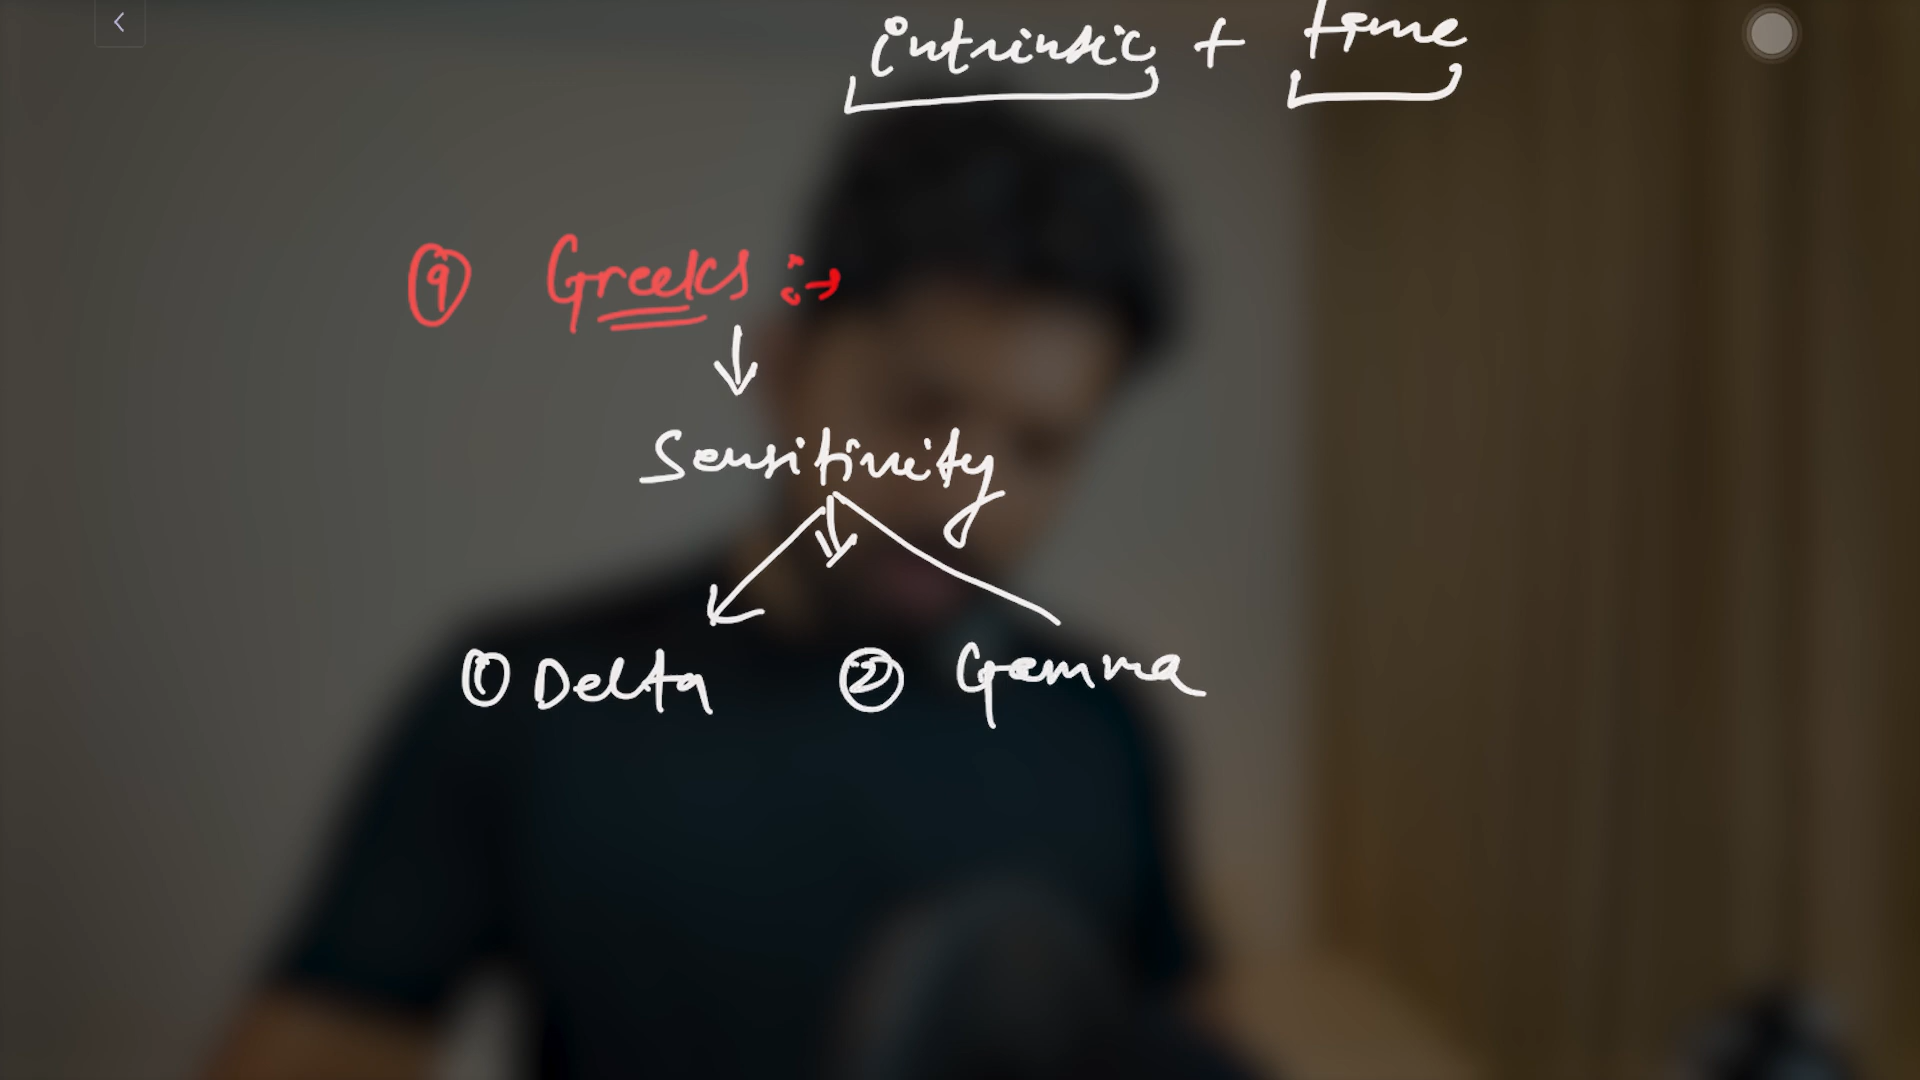 intrinsic + time
⑨ Greeks :→
Sensitivity
① Delta ② Gamma